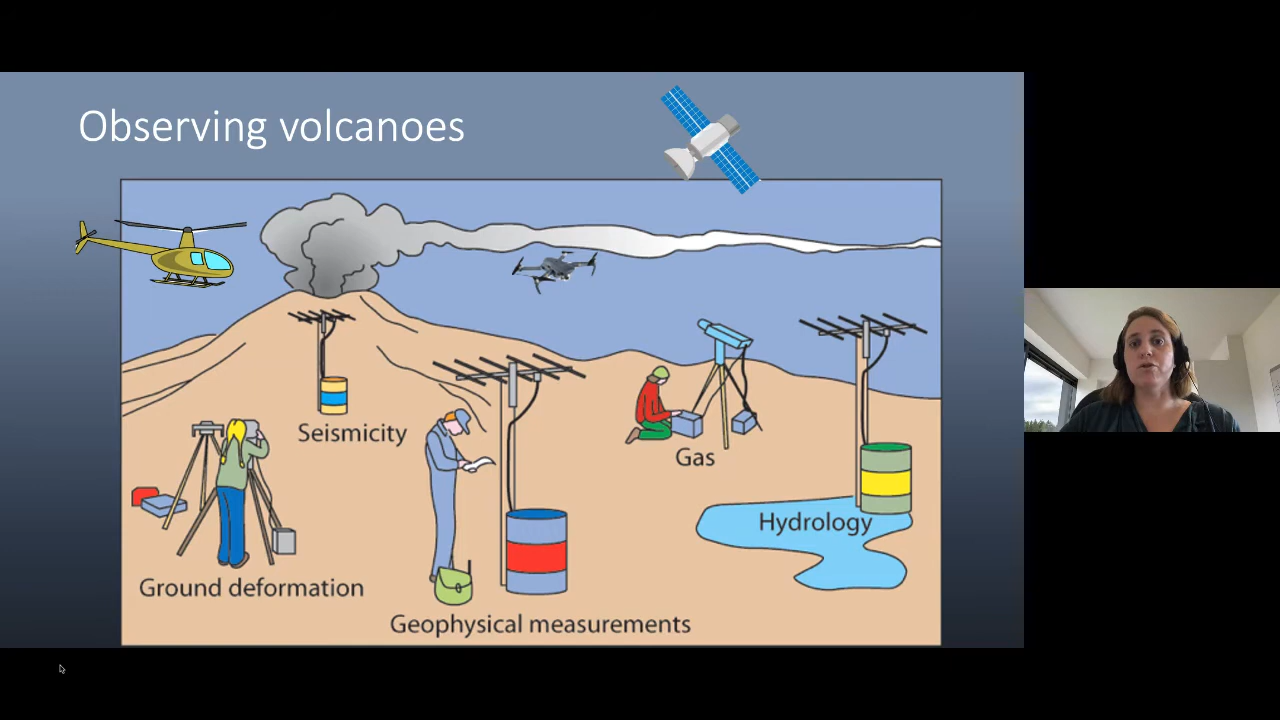 Observing volcanoes
Seismicity
Gas
Hydrology
Ground deformation
Geophysical measurements